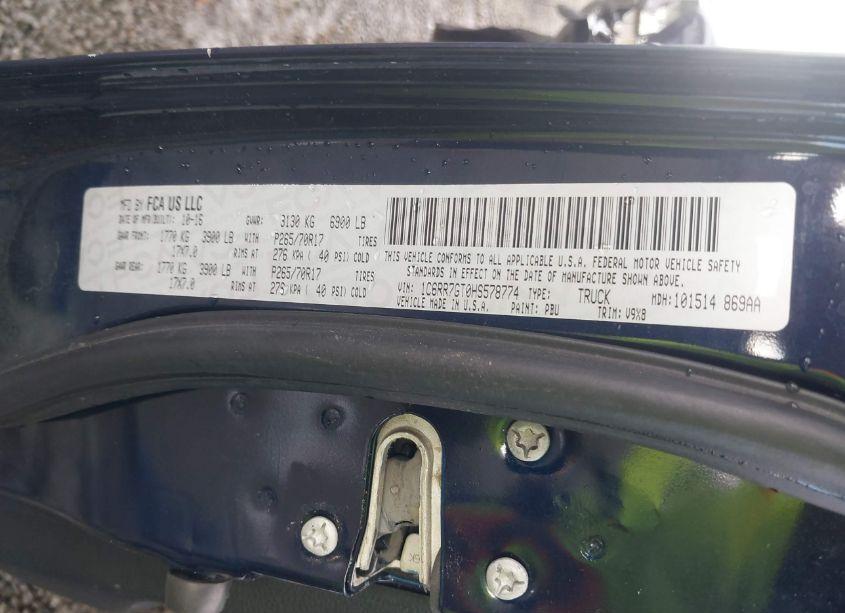 MFD BY FCA US LLC
DATE OF MFR(BUILT): 10-16 GVWR: 3130 KG 6900 LB
GAWR FRONT: 1770 KG 3900 LB WITH P265/70R17 TIRES
17X7.0 RIMS AT 276 KPA ( 40 PSI) COLD
GAWR REAR: 1770 KG 3900 LB WITH P265/70R17 TIRES
17X7.0 RIMS AT 275 KPA ( 40 PSI) COLD
THIS VEHICLE CONFORMS TO ALL APPLICABLE U.S.A. FEDERAL MOTOR VEHICLE SAFETY
STANDARDS IN EFFECT ON THE DATE OF MANUFACTURE SHOWN ABOVE.
VIN: 1C6RR7GT0HS578774 TYPE: TRUCK MDH:101514 869AA
VEHICLE MADE IN U.S.A. PAINT: PBU TRIM: V9X8